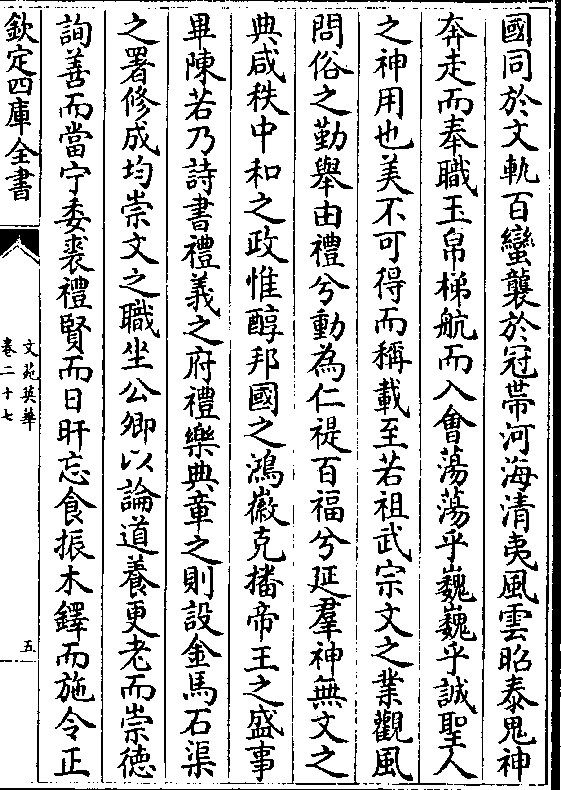 國同於文軌百蠻襲於冠帶河海清夷風雲昭泰鬼神
奔走而奉職玉帛梯航而入會蕩蕩乎巍巍乎誠聖人
之神用也美不可得而稱載至若祖武宗文之業觀風
問俗之勤舉由禮兮動為仁禔百福兮延羣神無文之
典咸秩中和之政惟醇邦國之鴻徽克播帝王之盛事
畢陳若乃詩書禮義之府禮樂典章之則設金馬石渠
之署修成均崇文之職坐公卿以論道養更老而崇徳
詢善而當宁委裘禮賢而日旰忘食振木鐸而施令正
欽定四庫全書
文苑英華
卷二十七
五